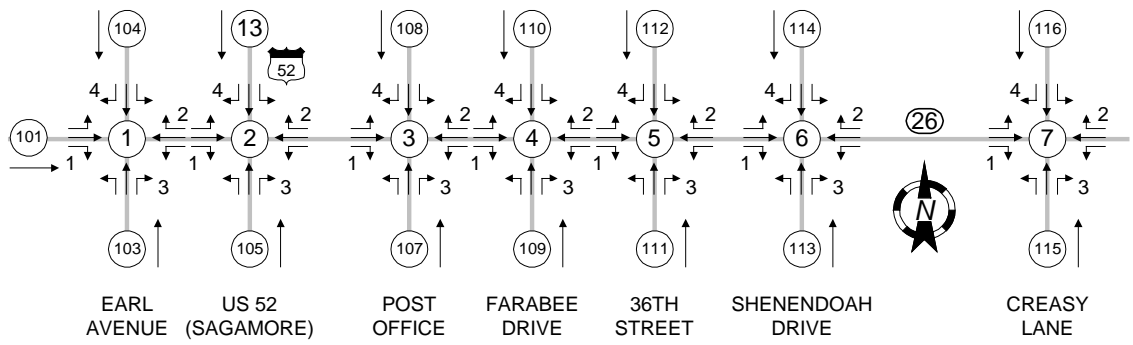 104 13 108 110 112 114 116
52
4 4 4 4 4 4 4
2 2 2 2 2 2 2
101 1 2 3 4 5 6 26 7
1 1 1 1 1 1 1
3 3 3 3 3 3 3
N
103 105 107 109 111 113 115
EARL AVENUE
US 52 (SAGAMORE)
POST OFFICE
FARABEE DRIVE
36TH STREET
SHENENDOAH DRIVE
CREASY LANE